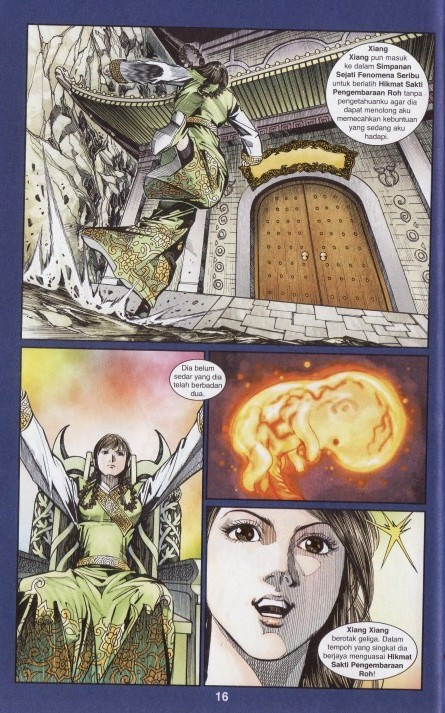 Xiang
Xiang pun masuk
ke dalam Simpanan
Sejati Fenomena Seribu
untuk berlatih Hikmat Sakti
Pengembaraan Roh tanpa
pengetahuanku agar dia
dapat menolong aku
memecahkan kebuntuan
yang sedang aku
hadapi.
Dia belum
sedar yang dia
telah berbadan
dua.
Xiang Xiang
berotak geliga. Dalam
tempoh yang singkat dia
berjaya menguasai Hikmat
Sakti Pengembaraan
Roh!
16